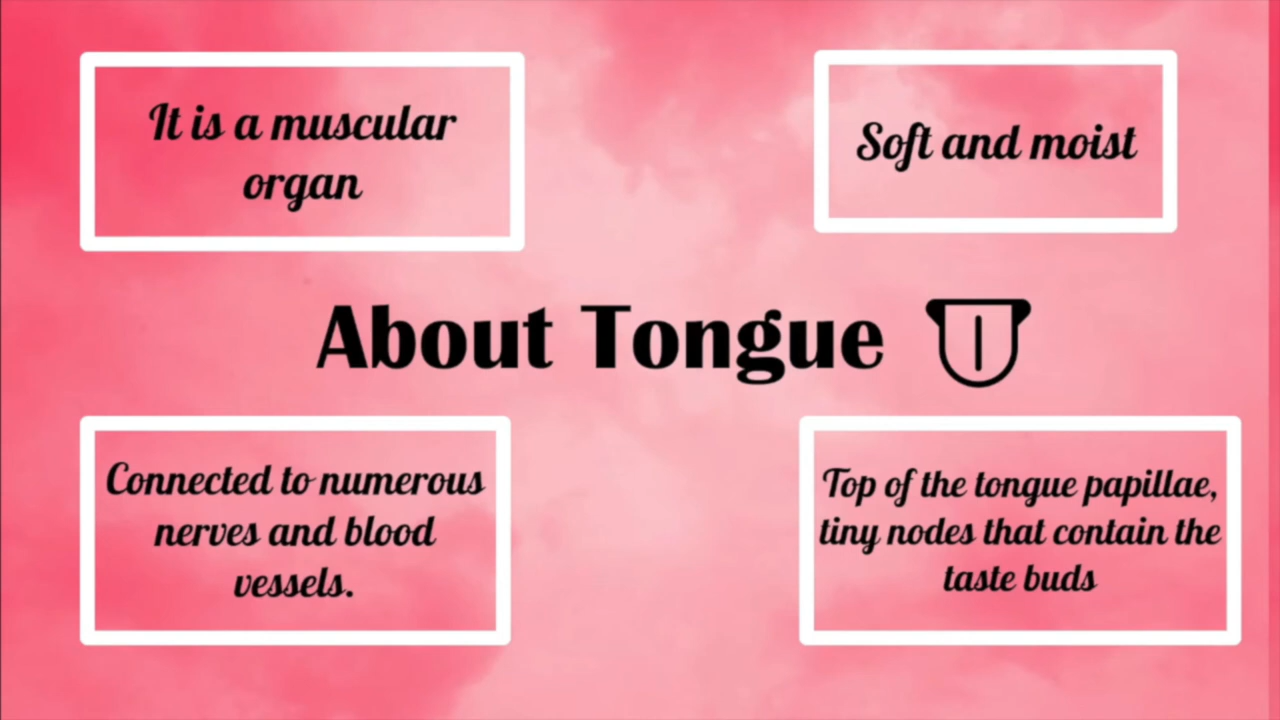 It is a muscular
organ
Soft and moist
About Tongue
Connected to numerous
nerves and blood
vessels.
Top of the tongue papillae,
tiny nodes that contain the
taste buds